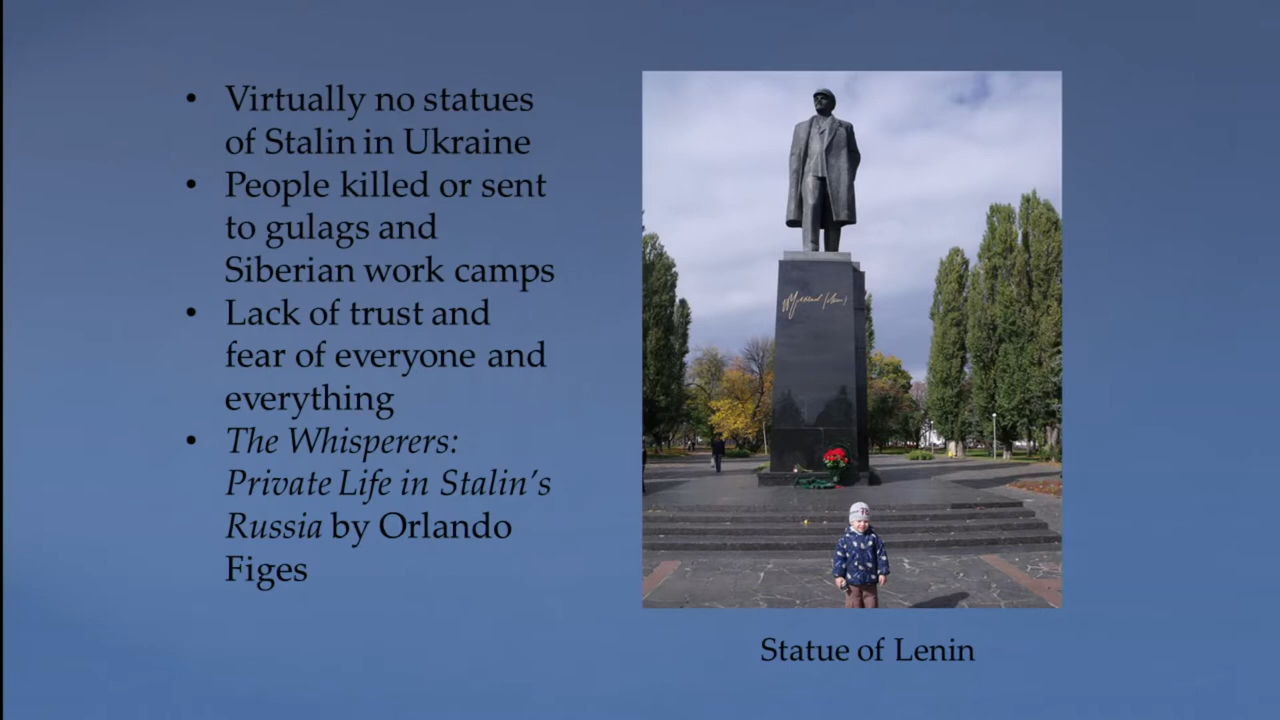 • Virtually no statues
of Stalin in Ukraine
• People killed or sent
to gulags and
Siberian work camps
• Lack of trust and
fear of everyone and
everything
• The Whisperers:
Private Life in Stalin's
Russia by Orlando
Figes
Statue of Lenin